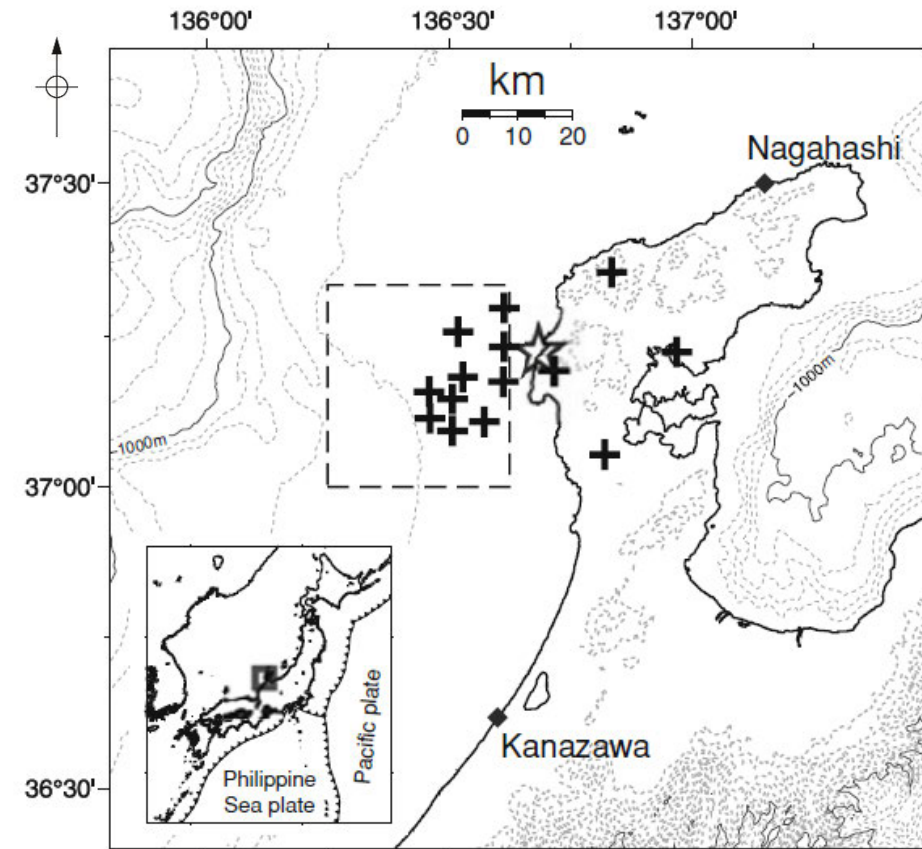 136°00' 136°30' 137°00'
km
0 10 20
Nagahashi
37°30'
1000m
1000m
37°00'
Kanazawa
Pacific plate
Philippine
Sea plate
36°30'